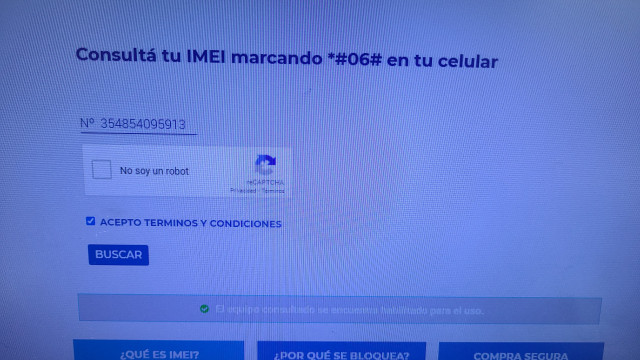 Consultá tu IMEI marcando *#06# en tu celular
Nº 354854095913
No soy un robot
reCAPTCHA
Privacidad - Términos
ACEPTO TERMINOS Y CONDICIONES
BUSCAR
El equipo consultado se encuentra habilitado para el uso.
¿QUÉ ES IMEI?
¿POR QUÉ SE BLOQUEA?
COMPRA SEGURA